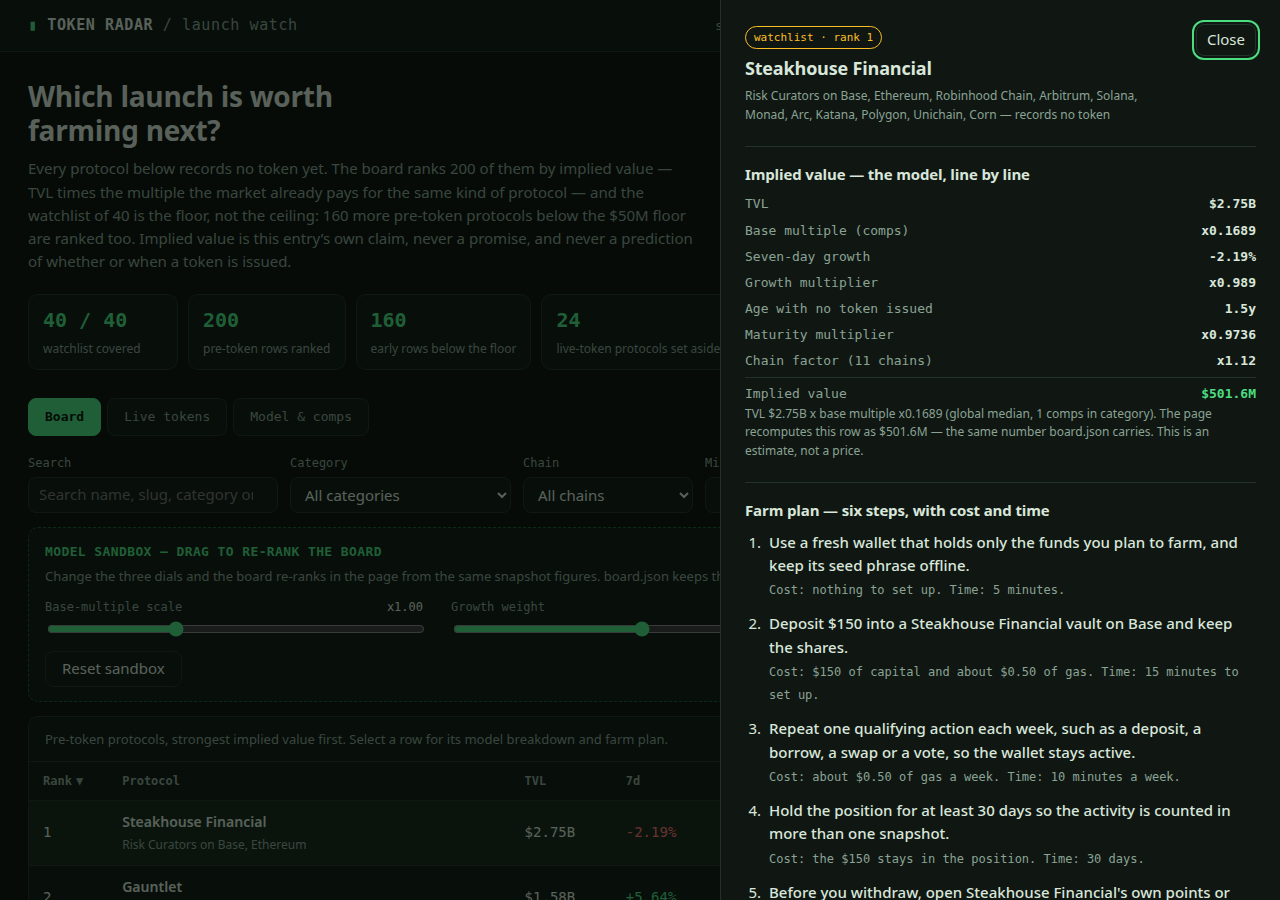 TOKEN RADAR / launch watch
Which launch is worth
farming next?
Every protocol below records no token yet. The board ranks 200 of them by implied value —
TVL times the multiple the market already pays for the same kind of protocol — and the
watchlist of 40 is the floor, not the ceiling: 160 more pre-token protocols below the $50M floor
are ranked too. Implied value is this entry's own claim, never a promise, and never a prediction
of whether or when a token is issued.
40 / 40
watchlist covered
200
pre-token rows ranked
160
early rows below the floor
24
live-token protocols set aside
Board
Live tokens
Model & comps
Search
Category
Chain
Mi
Search name, slug, category or
All categories
All chains
MODEL SANDBOX — DRAG TO RE-RANK THE BOARD
Change the three dials and the board re-ranks in the page from the same snapshot figures. board.json keeps th
Base-multiple scale
x1.00
Growth weight
Reset sandbox
Pre-token protocols, strongest implied value first. Select a row for its model breakdown and farm plan.
Rank ▼ Protocol TVL 7d
1 Steakhouse Financial $2.75B -2.19%
Risk Curators on Base, Ethereum
2 Gauntlet $1.58B +5.64%
watchlist · rank 1
Close
Steakhouse Financial
Risk Curators on Base, Ethereum, Robinhood Chain, Arbitrum, Solana,
Monad, Arc, Katana, Polygon, Unichain, Corn — records no token
Implied value — the model, line by line
TVL $2.75B
Base multiple (comps) x0.1689
Seven-day growth -2.19%
Growth multiplier x0.989
Age with no token issued 1.5y
Maturity multiplier x0.9736
Chain factor (11 chains) x1.12
Implied value $501.6M
TVL $2.75B x base multiple x0.1689 (global median, 1 comps in category). The page
recomputes this row as $501.6M — the same number board.json carries. This is an
estimate, not a price.
Farm plan — six steps, with cost and time
1. Use a fresh wallet that holds only the funds you plan to farm, and
keep its seed phrase offline.
Cost: nothing to set up. Time: 5 minutes.
2. Deposit $150 into a Steakhouse Financial vault on Base and keep
the shares.
Cost: $150 of capital and about $0.50 of gas. Time: 15 minutes to
set up.
3. Repeat one qualifying action each week, such as a deposit, a
borrow, a swap or a vote, so the wallet stays active.
Cost: about $0.50 of gas a week. Time: 10 minutes a week.
4. Hold the position for at least 30 days so the activity is counted in
more than one snapshot.
Cost: the $150 stays in the position. Time: 30 days.
5. Before you withdraw, open Steakhouse Financial's own points or